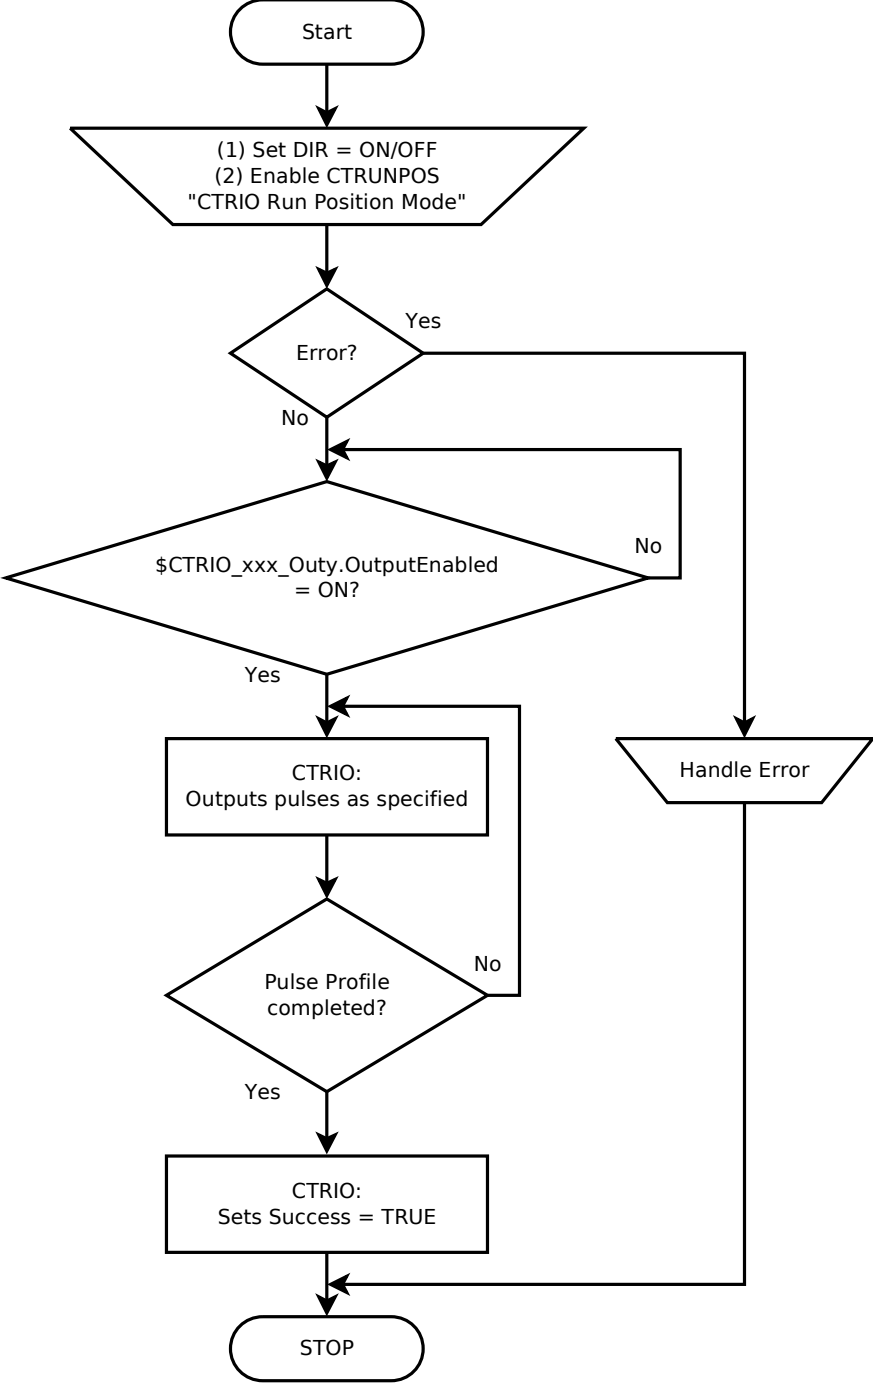 Start
(1) Set DIR = ON/OFF
(2) Enable CTRUNPOS
"CTRIO Run Position Mode"
Yes
Error?
No
No
$CTRIO_xxx_Outy.OutputEnabled
= ON?
Yes
CTRIO:
Outputs pulses as specified
Handle Error
No
Pulse Profile
completed?
Yes
CTRIO:
Sets Success = TRUE
STOP